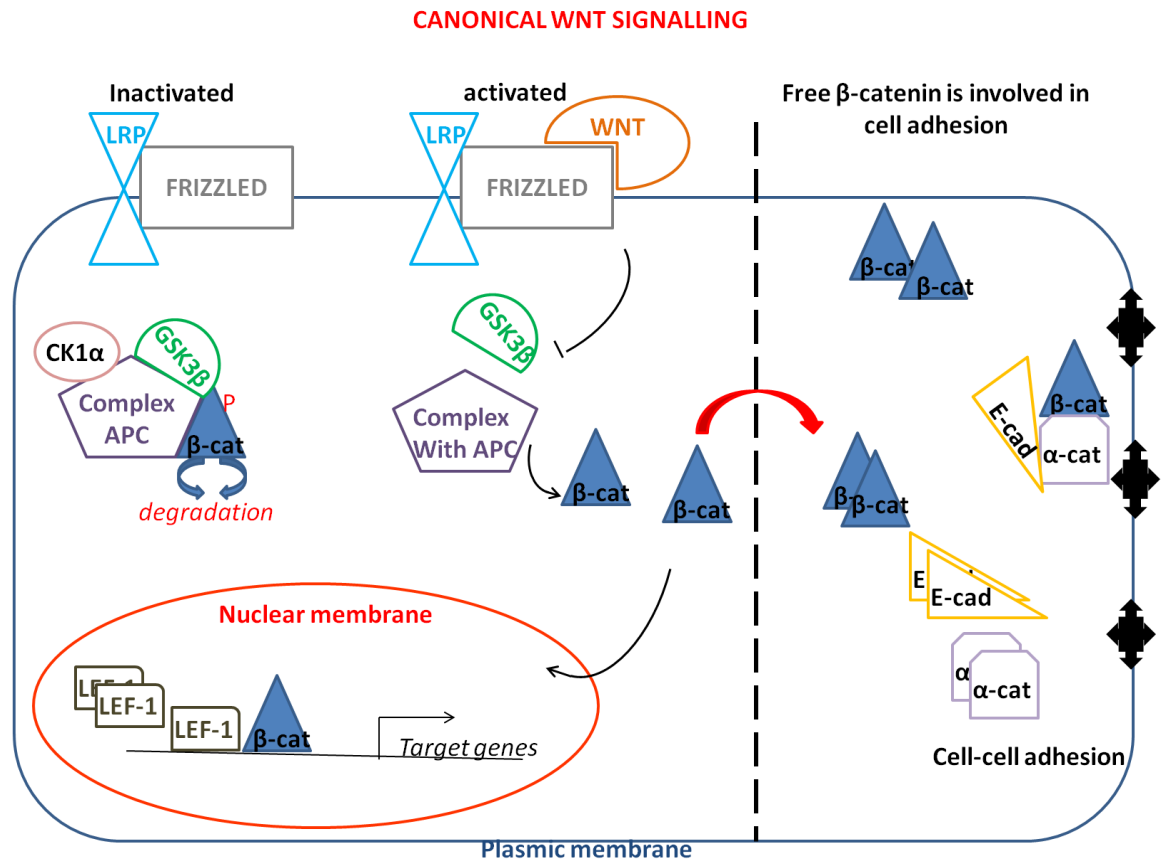 CANONICAL WNT SIGNALLING
Inactivated
activated
Free β-catenin is involved in
cell adhesion
LRP
FRIZZLED
LRP
FRIZZLED
WNT
CK1α
GSK3β
Complex
APC
P
β-cat
degradation
GSK3β
Complex
With APC
β-cat
β-cat
β-cat
β-cat
β-cat
E-cad
β-cat
α-cat
β-cat
E-cad
α-cat
Cell-cell adhesion
Nuclear membrane
LEF-1
LEF-1
β-cat
Target genes
Plasmic membrane